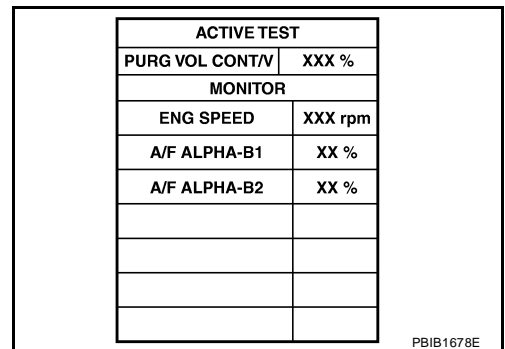 ACTIVE TEST
PURG VOL CONT/V XXX %
MONITOR
ENG SPEED XXX rpm
A/F ALPHA-B1 XX %
A/F ALPHA-B2 XX %
PBIB1678E